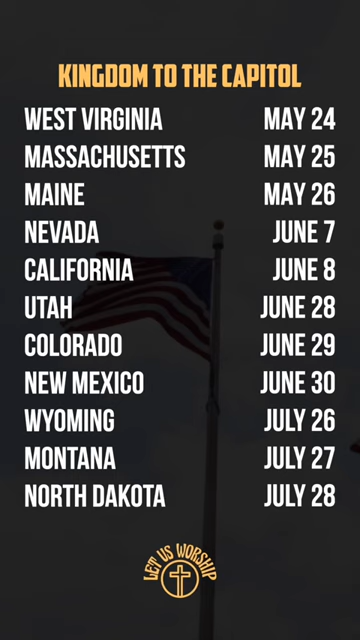 KINGDOM TO THE CAPITOL
WEST VIRGINIA MAY 24
MASSACHUSETTS MAY 25
MAINE MAY 26
NEVADA JUNE 7
CALIFORNIA JUNE 8
UTAH JUNE 28
COLORADO JUNE 29
NEW MEXICO JUNE 30
WYOMING JULY 26
MONTANA JULY 27
NORTH DAKOTA JULY 28
LET US WORSHIP